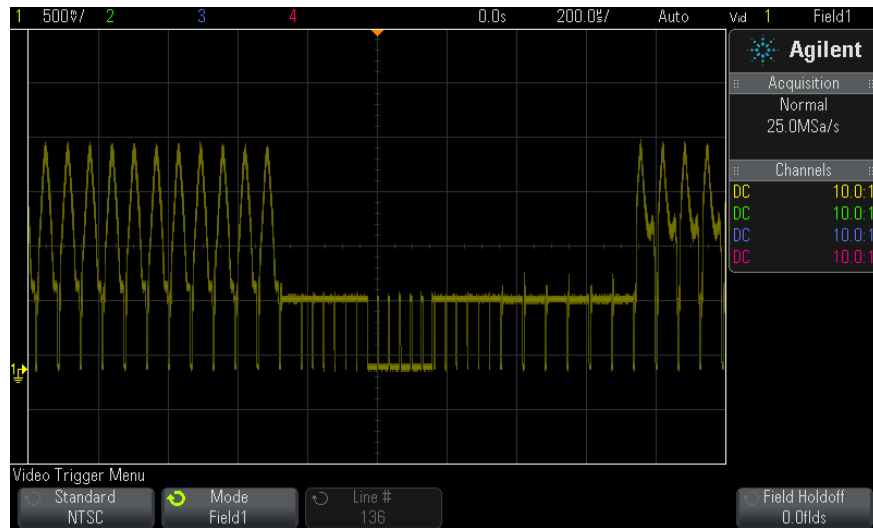 1 500㎷/ 2 3 4 0.0s 200.0㎲/ Auto Vid 1 Field1
Agilent
Acquisition
Normal
25.0MSa/s
Channels
DC 10.0:1
DC 10.0:1
DC 10.0:1
DC 10.0:1
1
Video Trigger Menu
Standard
NTSC
Mode
Field1
Line #
136
Field Holdoff
0.0flds